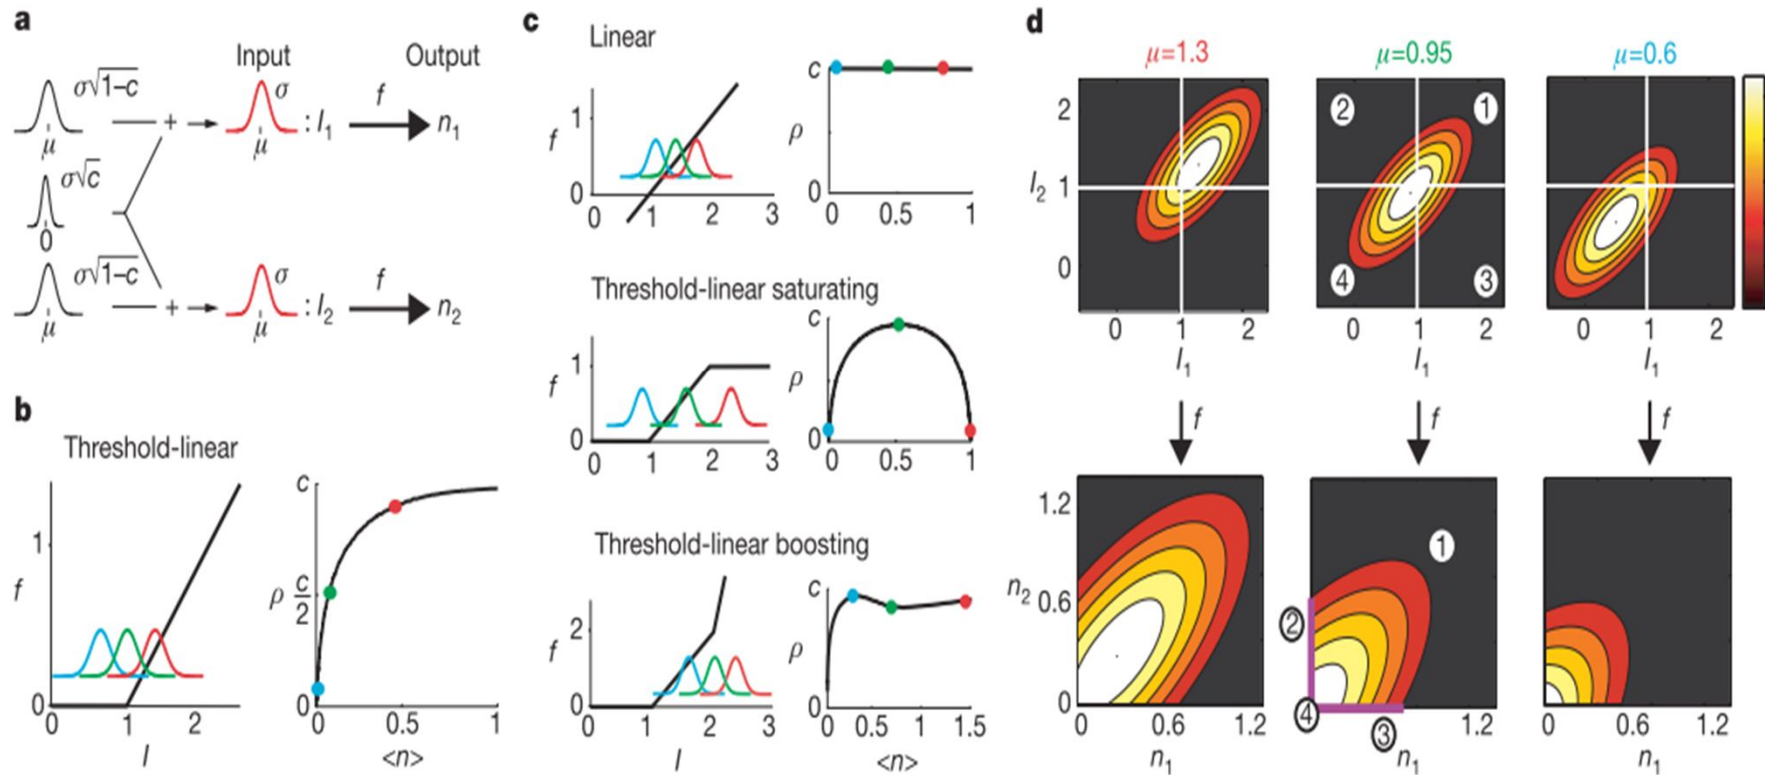 a
Input
Output
σ√1-c
μ
+
σ
: I₁
μ
f
n₁
σ√c
0
σ√1-c
μ
+
σ
: I₂
μ
f
n₂
b
Threshold-linear
f
1
0
0
1
2
I
ρ
c
c/2
0
0
0.5
1
<n>
c
Linear
f
1
0
0
1
2
3
ρ
c
0
0
0.5
1
Threshold-linear saturating
f
1
0
0
1
2
3
ρ
c
0
0
0.5
1
Threshold-linear boosting
f
2
0
0
1
2
3
I
ρ
c
0
0
0.5
1
1.5
<n>
d
μ=1.3
μ=0.95
μ=0.6
I₂
2
1
0
0
1
2
I₁
②
①
④
③
0
1
2
I₁
0
1
2
I₁
f
f
f
n₂
1.2
0.6
0
0
0.6
1.2
n₁
①
②
④
③
1.2
n₁
0
0.6
1.2
n₁